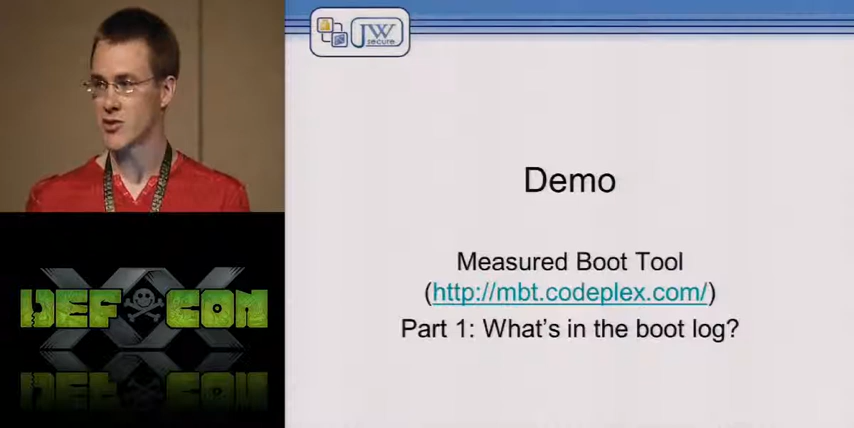 JW
secure
Demo
Measured Boot Tool
(http://mbt.codeplex.com/)
Part 1: What's in the boot log?
DEF CON
XX